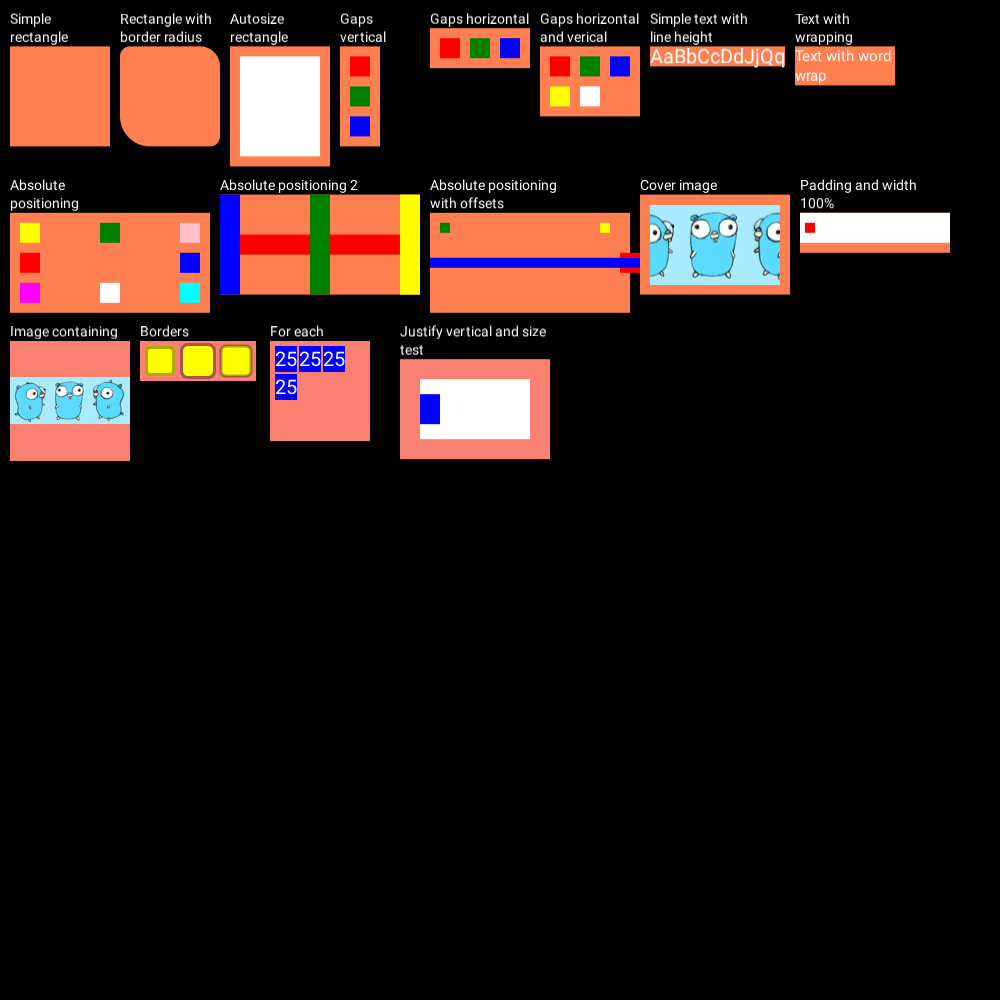 Simple
rectangle
Rectangle with
border radius
Autosize
rectangle
Gaps
vertical
Gaps horizontal
Gaps horizontal
and verical
Simple text with
line height
AaBbCcDdJjQq
Text with
wrapping
Text with word
wrap
Absolute
positioning
Absolute positioning 2
Absolute positioning
with offsets
Cover image
Padding and width
100%
Image containing
Borders
For each
25 25 25
25
Justify vertical and size
test